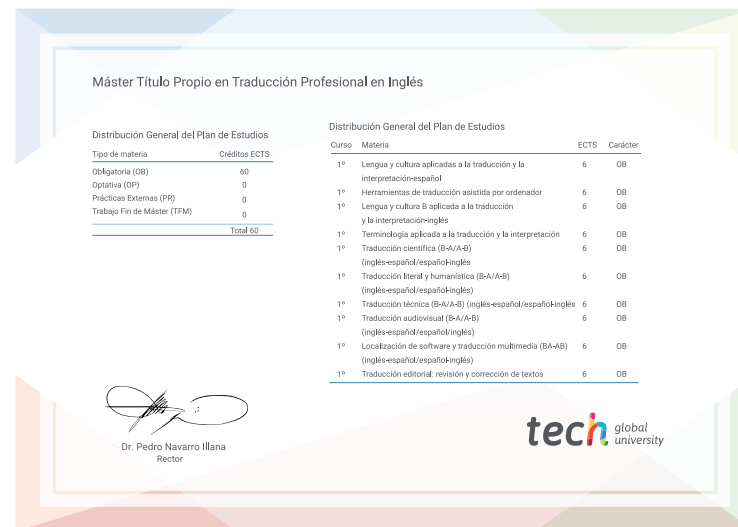 Máster Título Propio en Traducción Profesional en Inglés
Distribución General del Plan de Estudios
Tipo de materia Créditos ECTS
Obligatoria (OB) 60
Optativa (OP) 0
Prácticas Externas (PR) 0
Trabajo Fin de Máster (TFM) 0
Total 60
Distribución General del Plan de Estudios
Curso Materia ECTS Carácter
1º Lengua y cultura aplicadas a la traducción y la 6 OB
interpretación-español
1º Herramientas de traducción asistida por ordenador 6 OB
1º Lengua y cultura B aplicada a la traducción 6 OB
y la interpretación-inglés
1º Terminología aplicada a la traducción y la interpretación 6 OB
1º Traducción científica (B-A/A-B) 6 OB
(inglés-español/español-inglés
1º Traducción literal y humanística (B-A/A-B) 6 OB
(inglés-español/español-inglés)
1º Traducción técnica (B-A/A-B) (inglés-español/español-inglés 6 OB
1º Traducción audiovisual (B-A/A-B) 6 OB
(inglés-español/español/inglés)
1º Localización de software y traducción multimedia (BA-AB) 6 OB
(inglés-español/español-inglés)
1º Traducción editorial: revisión y corrección de textos 6 OB
Dr. Pedro Navarro Illana
Rector
tech global
university